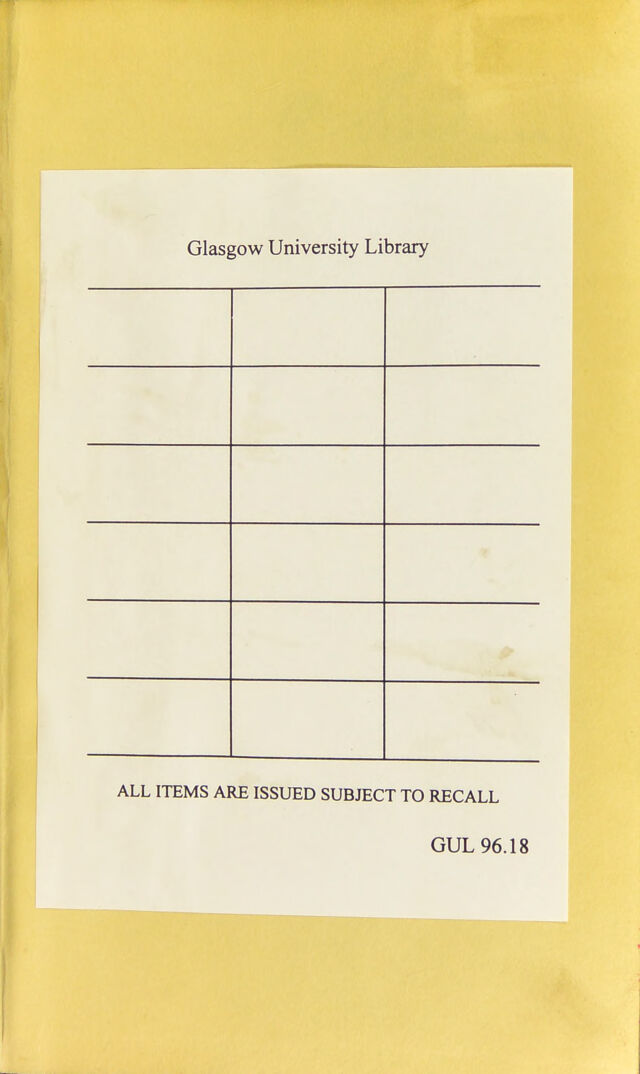 Glasgow University Library
ALL ITEMS ARE ISSUED SUBJECT TO RECALL
GUL 96.18